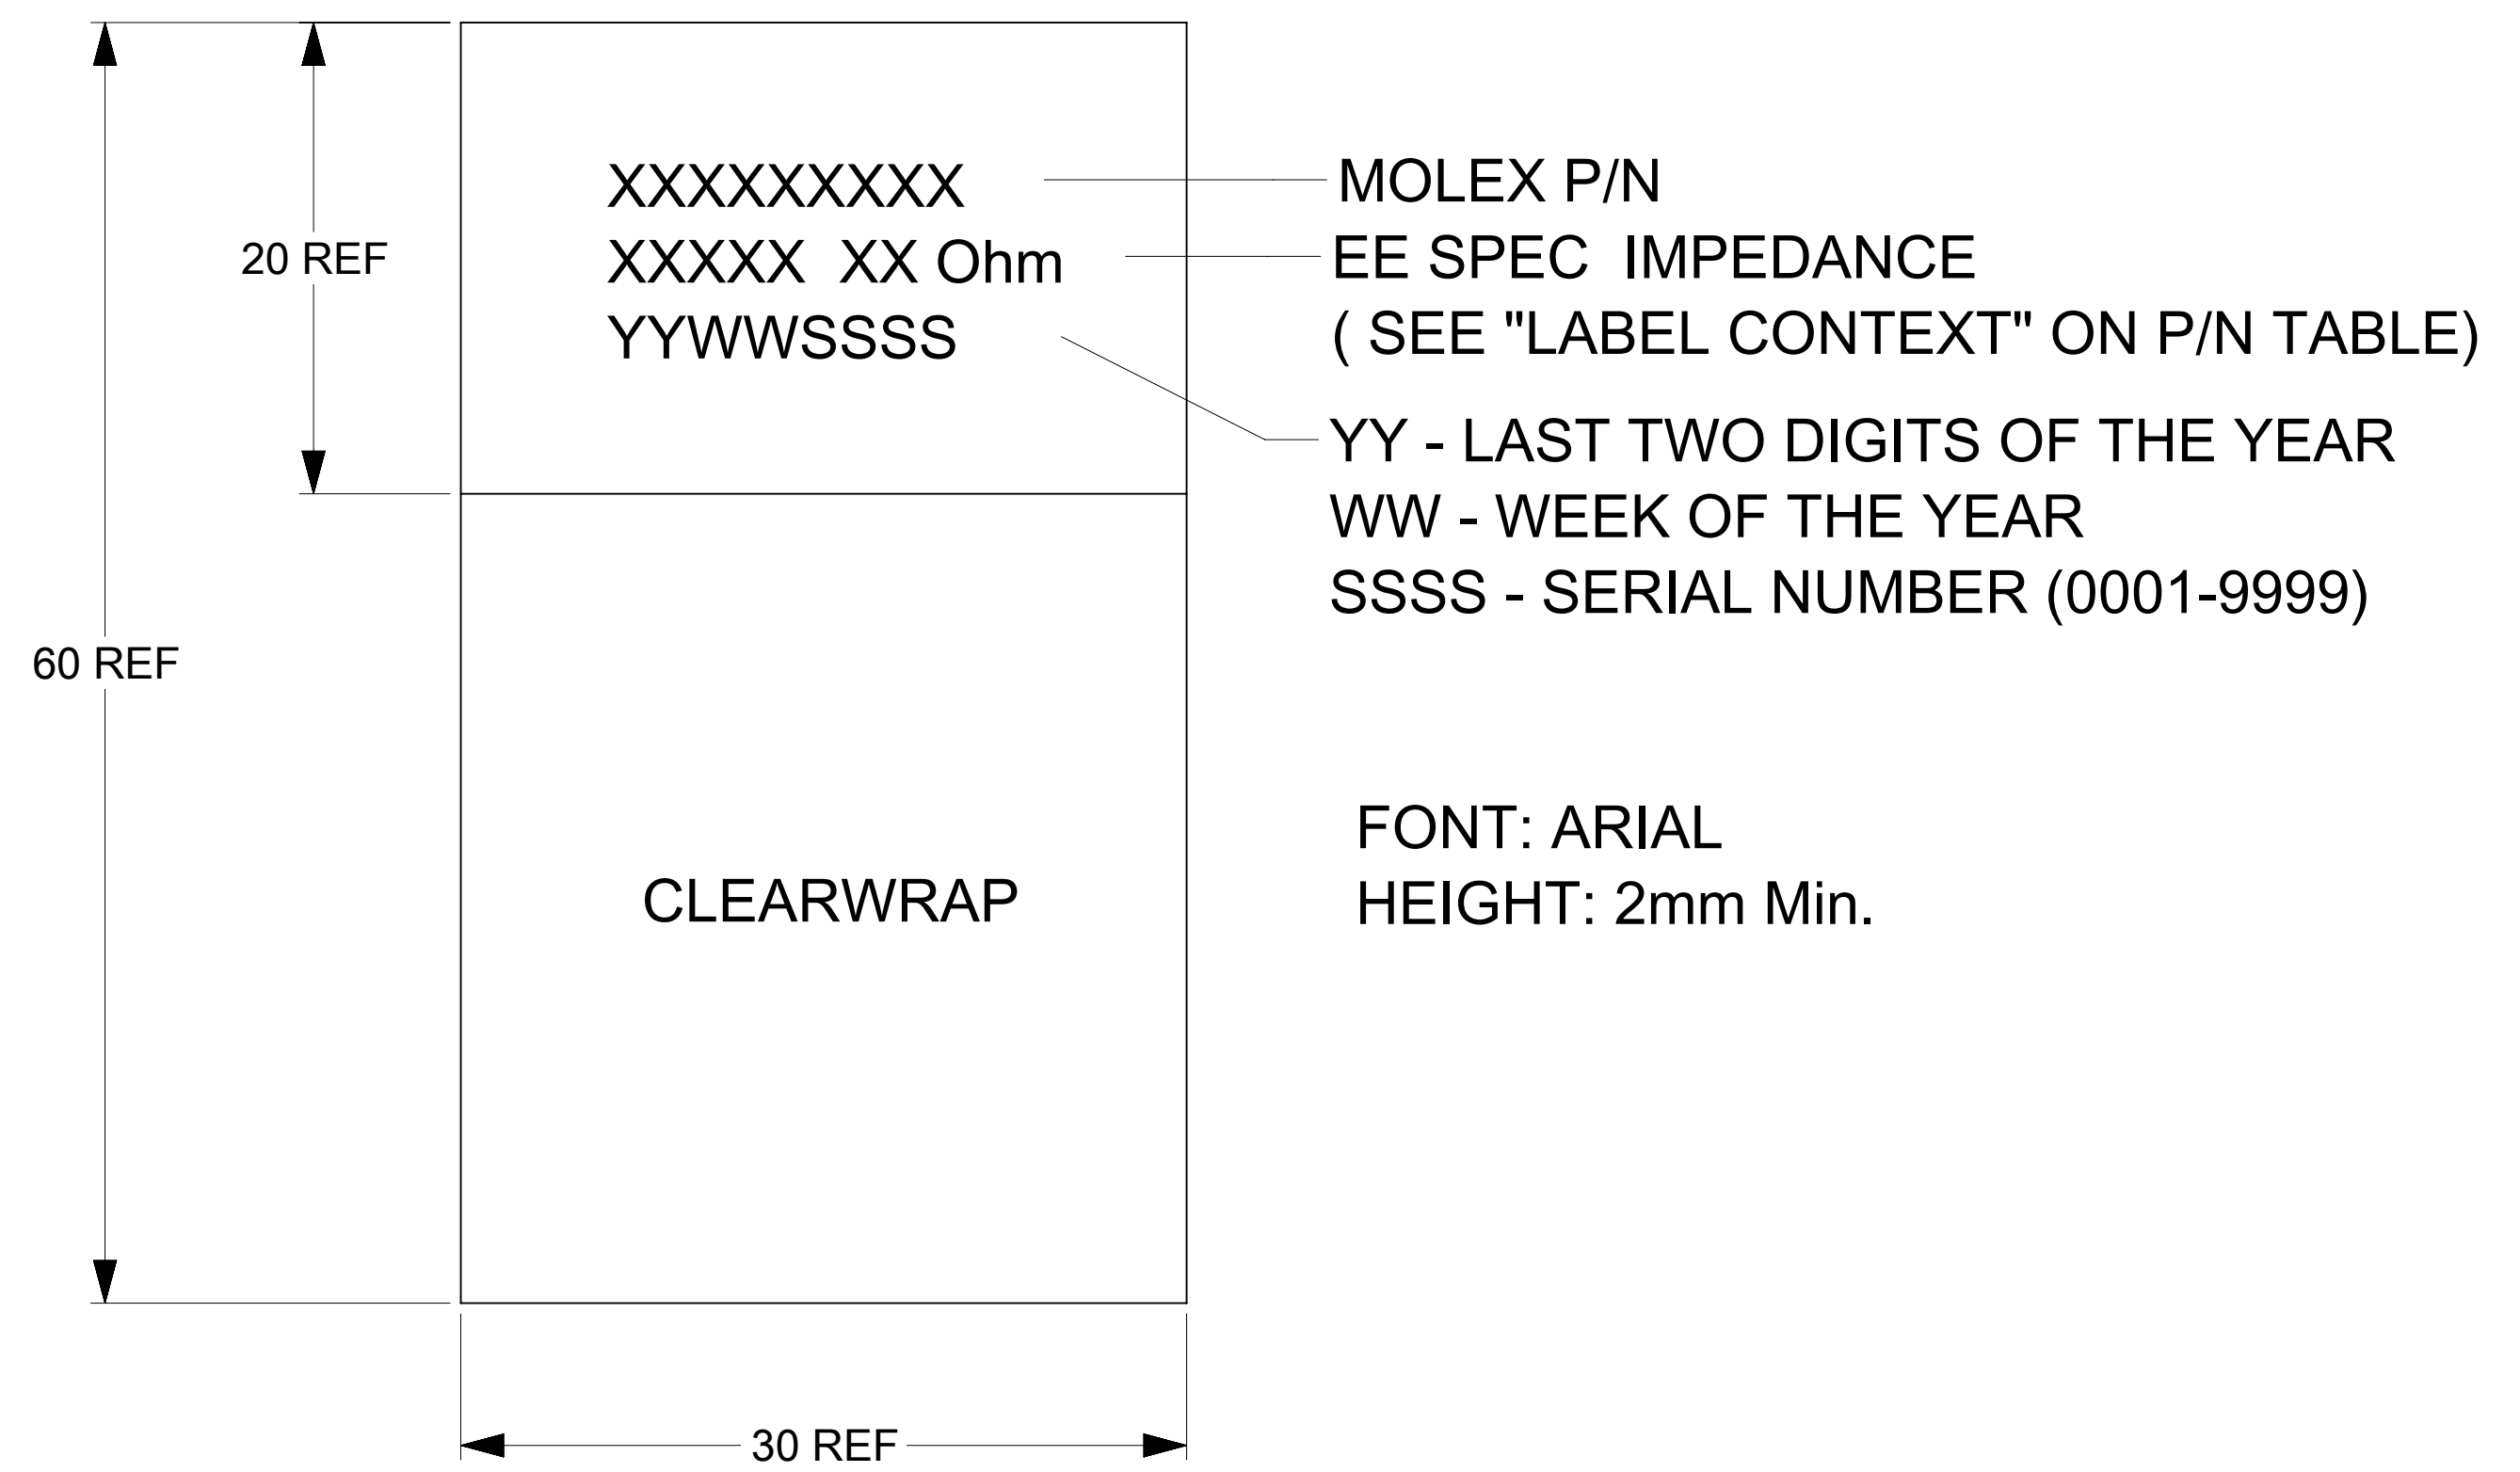 XXXXXXXXX
MOLEX P/N
XXXXX XX Ohm
EE SPEC IMPEDANCE
( SEE "LABEL CONTEXT" ON P/N TABLE)
YYWWSSSS
YY - LAST TWO DIGITS OF THE YEAR
WW - WEEK OF THE YEAR
SSSS - SERIAL NUMBER (0001-9999)
20 REF
60 REF
FONT: ARIAL
HEIGHT: 2mm Min.
CLEARWRAP
30 REF